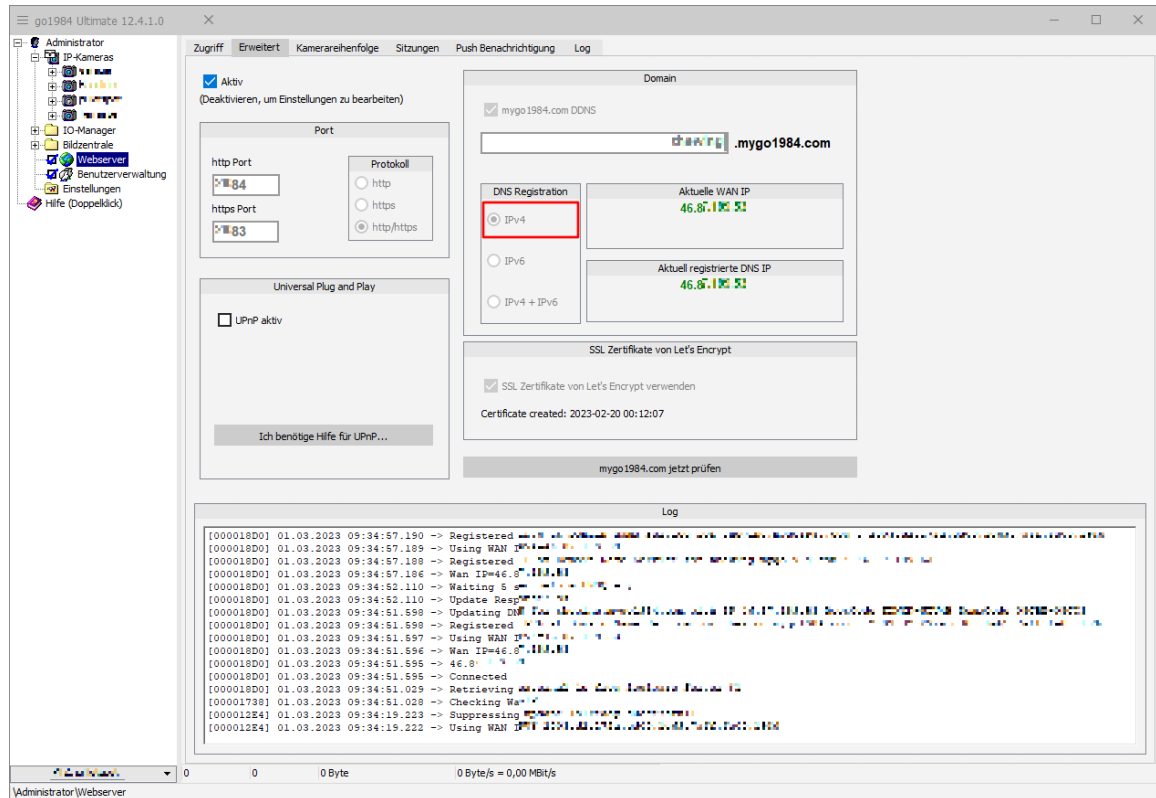 go1984 Ultimate 12.4.1.0
Administrator
IP-Kameras
IO-Manager
Bildzentrale
Webserver
Benutzerverwaltung
Einstellungen
Hilfe (Doppelklick)
Zugriff Erweitert Kamerareihenfolge Sitzungen Push Benachrichtigung Log
Aktiv
(Deaktivieren, um Einstellungen zu bearbeiten)
Port
http Port
84
https Port
83
Protokoll
http
https
http/https
Universal Plug and Play
UPnP aktiv
Ich benötige Hilfe für UPnP...
Domain
mygo1984.com DDNS
.mygo1984.com
DNS Registration
IPv4
IPv6
IPv4 + IPv6
Aktuelle WAN IP
46.8
Aktuell registrierte DNS IP
46.8
SSL Zertifikate von Let's Encrypt
SSL Zertifikate von Let's Encrypt verwenden
Certificate created: 2023-02-20 00:12:07
mygo1984.com jetzt prüfen
Log
[000018D0] 01.03.2023 09:34:57.190 -> Registered
[000018D0] 01.03.2023 09:34:57.189 -> Using WAN
[000018D0] 01.03.2023 09:34:57.188 -> Registered
[000018D0] 01.03.2023 09:34:57.186 -> Wan IP=46.8
[000018D0] 01.03.2023 09:34:52.110 -> Waiting 5
[000018D0] 01.03.2023 09:34:52.110 -> Update
[000018D0] 01.03.2023 09:34:51.598 -> Updating
[000018D0] 01.03.2023 09:34:51.598 -> Registered
[000018D0] 01.03.2023 09:34:51.597 -> Using WAN
[000018D0] 01.03.2023 09:34:51.596 -> Wan IP=46.8
[000018D0] 01.03.2023 09:34:51.595 -> 46.8
[000018D0] 01.03.2023 09:34:51.595 -> Connected
[000018D0] 01.03.2023 09:34:51.029 -> Retrieving
[00001738] 01.03.2023 09:34:51.028 -> Checking
[000012E4] 01.03.2023 09:34:19.223 -> Suppressing
[000012E4] 01.03.2023 09:34:19.222 -> Using WAN
0 0 0 Byte 0 Byte/s = 0,00 MBit/s
\Administrator\Webserver